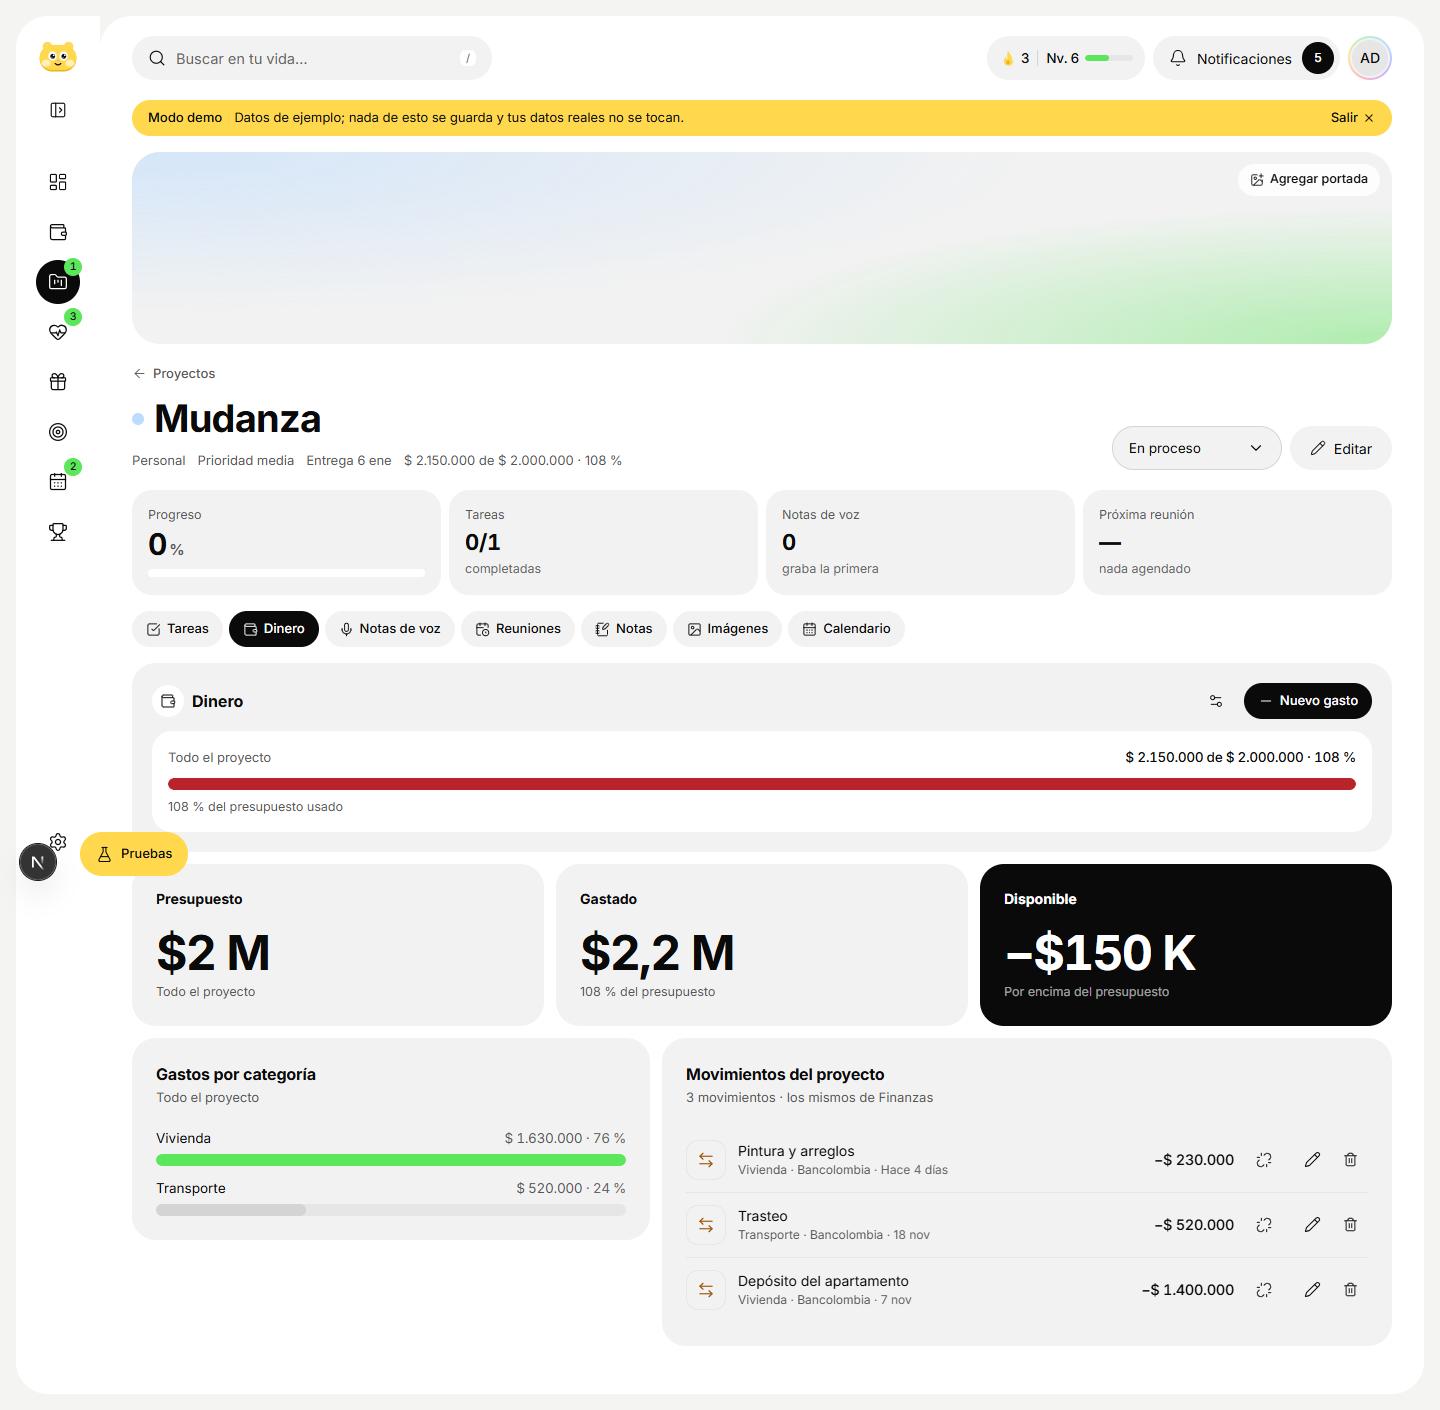 Buscar en tu vida...
/
3
Nv. 6
Notificaciones
5
AD
Modo demo Datos de ejemplo; nada de esto se guarda y tus datos reales no se tocan.
Salir
Agregar portada
1
3
2
Proyectos
Mudanza
Personal Prioridad media Entrega 6 ene $ 2.150.000 de $ 2.000.000 · 108 %
En proceso
Editar
Progreso
0 %
Tareas
0/1
completadas
Notas de voz
0
graba la primera
Próxima reunión
—
nada agendado
Tareas
Dinero
Notas de voz
Reuniones
Notas
Imágenes
Calendario
Dinero
Nuevo gasto
Todo el proyecto
$ 2.150.000 de $ 2.000.000 · 108 %
108 % del presupuesto usado
N
Pruebas
Presupuesto
$2 M
Todo el proyecto
Gastado
$2,2 M
108 % del presupuesto
Disponible
−$150 K
Por encima del presupuesto
Gastos por categoría
Todo el proyecto
Vivienda
$ 1.630.000 · 76 %
Transporte
$ 520.000 · 24 %
Movimientos del proyecto
3 movimientos · los mismos de Finanzas
Pintura y arreglos
Vivienda · Bancolombia · Hace 4 días
−$ 230.000
Trasteo
Transporte · Bancolombia · 18 nov
−$ 520.000
Depósito del apartamento
Vivienda · Bancolombia · 7 nov
−$ 1.400.000